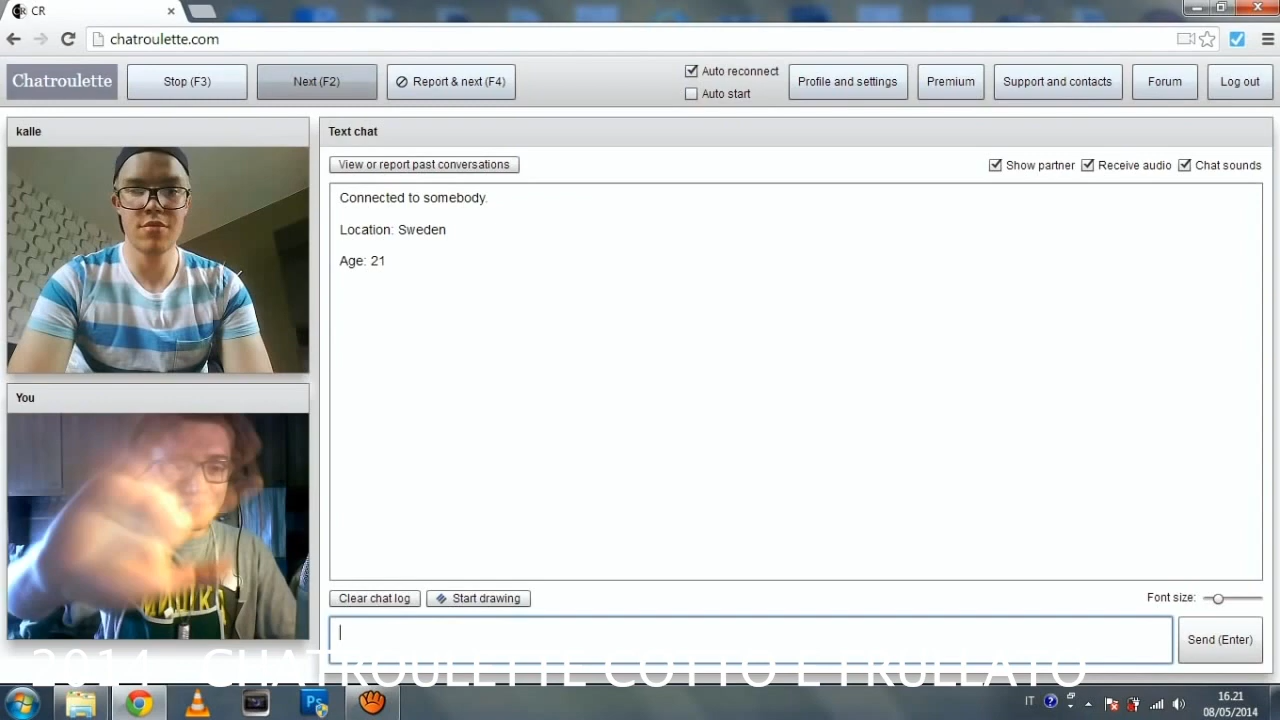 CR
chatroulette.com
Chatroulette
Stop (F3)
Next (F2)
Report & next (F4)
Auto reconnect
Auto start
Profile and settings
Premium
Support and contacts
Forum
Log out
kalle
You
Text chat
View or report past conversations
Show partner
Receive audio
Chat sounds
Connected to somebody.
Location: Sweden
Age: 21
Clear chat log
Start drawing
Font size:
Send (Enter)
2014 - CHATROULETTE COTTO E FRULLATO
Ps
IT
16.21
08/05/2014